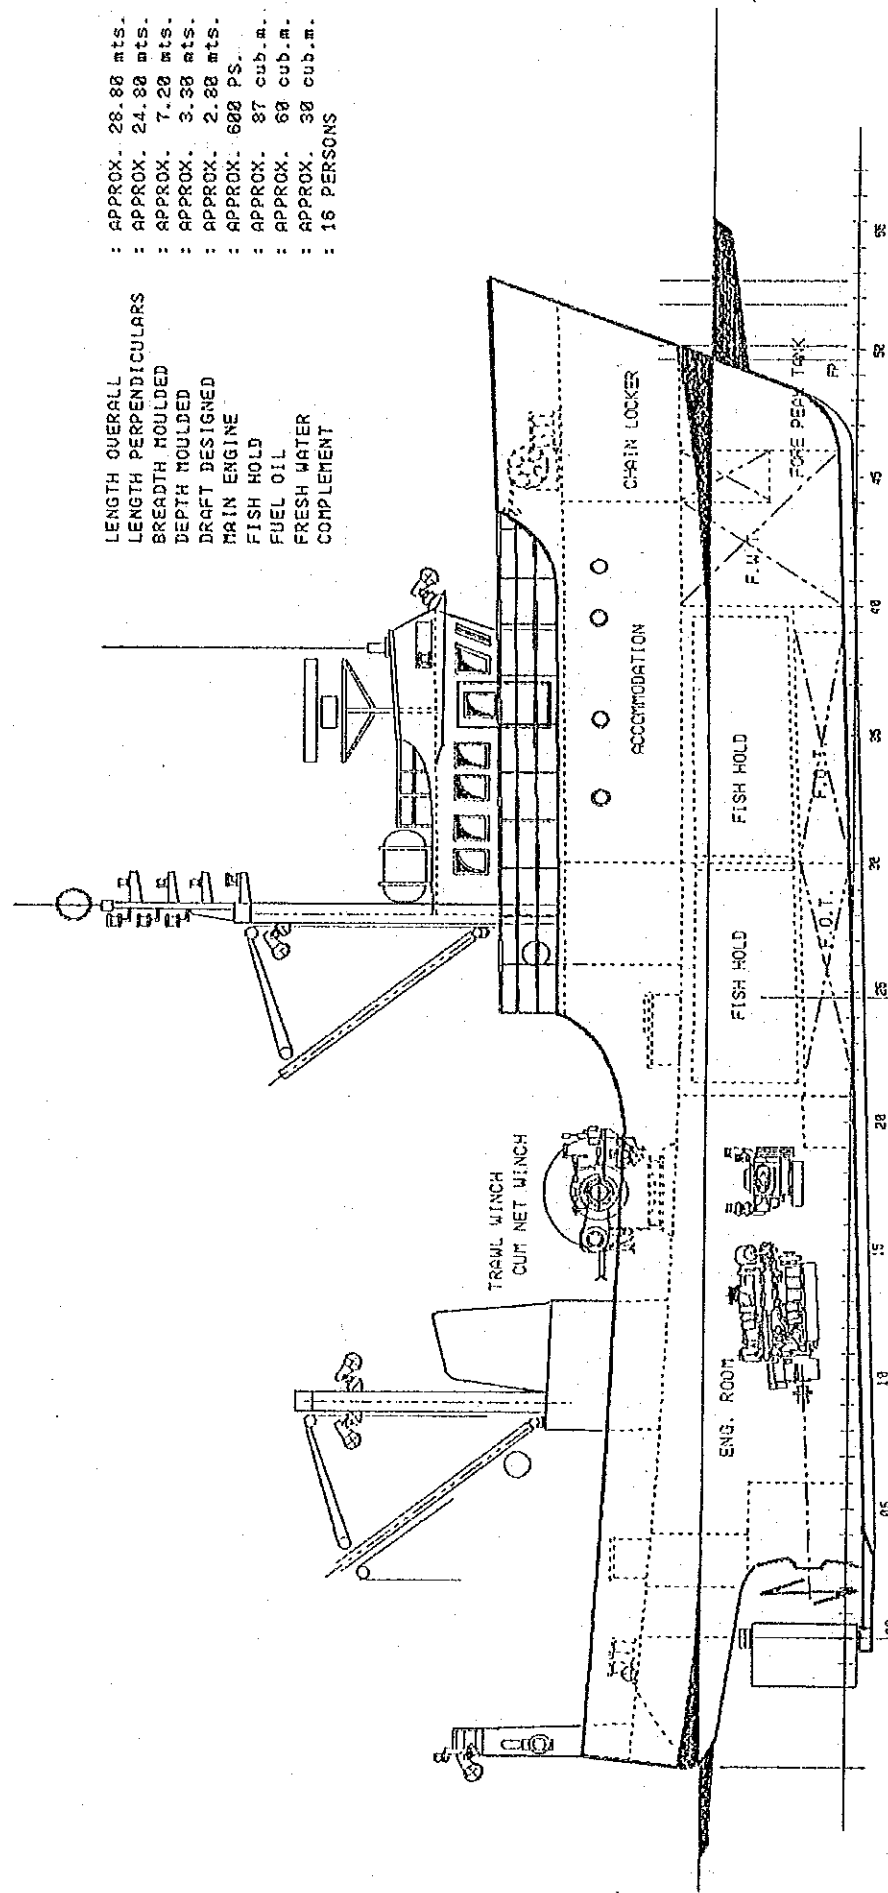 LENGTH OVERALL : APPROX. 28.80 mts.
LENGTH PERPENDICULARS : APPROX. 24.80 mts.
BREADTH MOULDED : APPROX. 7.20 mts.
DEPTH MOULDED : APPROX. 3.30 mts.
DRAFT DESIGNED : APPROX. 2.80 mts.
MAIN ENGINE : APPROX. 600 PS.
FISH HOLD : APPROX. 87 cub.m.
FUEL OIL : APPROX. 60 cub.m.
FRESH WATER : APPROX. 30 cub.m.
COMPLEMENT : 16 PERSONS
TRAWL WINCH
CUM NET WINCH
ACCOMMODATION
CHAIN LOCKER
ENG. ROOM
FISH HOLD
FISH HOLD
F.W.T.
FORE PEAK TANK
F.O.T.
F.O.T.
FP
00 05 10 15 20 25 30 35 40 45 50 55